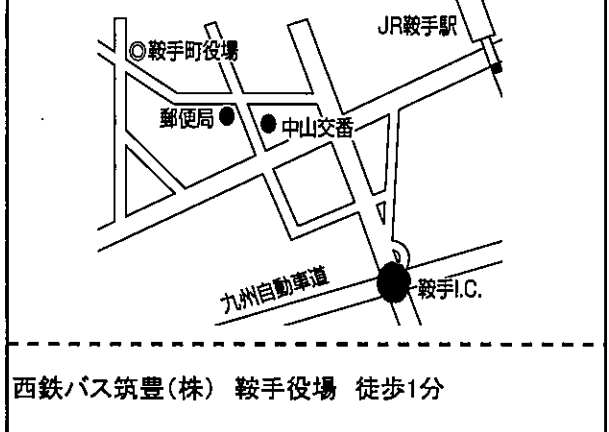 JR鞍手駅
◎鞍手町役場
郵便局
中山交番
九州自動車道
鞍手I.C.
西鉄バス筑豊(株) 鞍手役場 徒歩1分